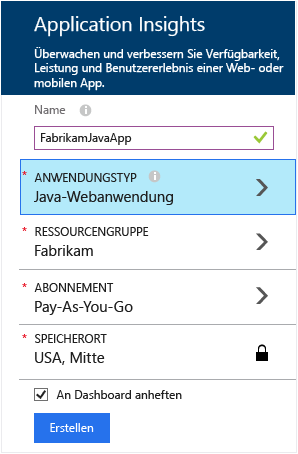 Application Insights
Überwachen und verbessern Sie Verfügbarkeit,
Leistung und Benutzererlebnis einer Web- oder
mobilen App.
Name
FabrikamJavaApp
* ANWENDUNGSTYP
Java-Webanwendung
* RESSOURCENGRUPPE
Fabrikam
* ABONNEMENT
Pay-As-You-Go
* SPEICHERORT
USA, Mitte
An Dashboard anheften
Erstellen